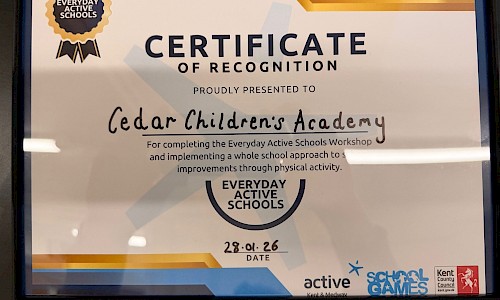 EVERYDAY
ACTIVE
SCHOOLS
CERTIFICATE
OF RECOGNITION
PROUDLY PRESENTED TO
Cedar Children's Academy
For completing the Everyday Active Schools Workshop
and implementing a whole school approach to
improvements through physical activity.
EVERYDAY
ACTIVE
SCHOOLS
28.01.26
DATE
active
Kent & Medway
SCHOOL
GAMES
Kent
County
Council